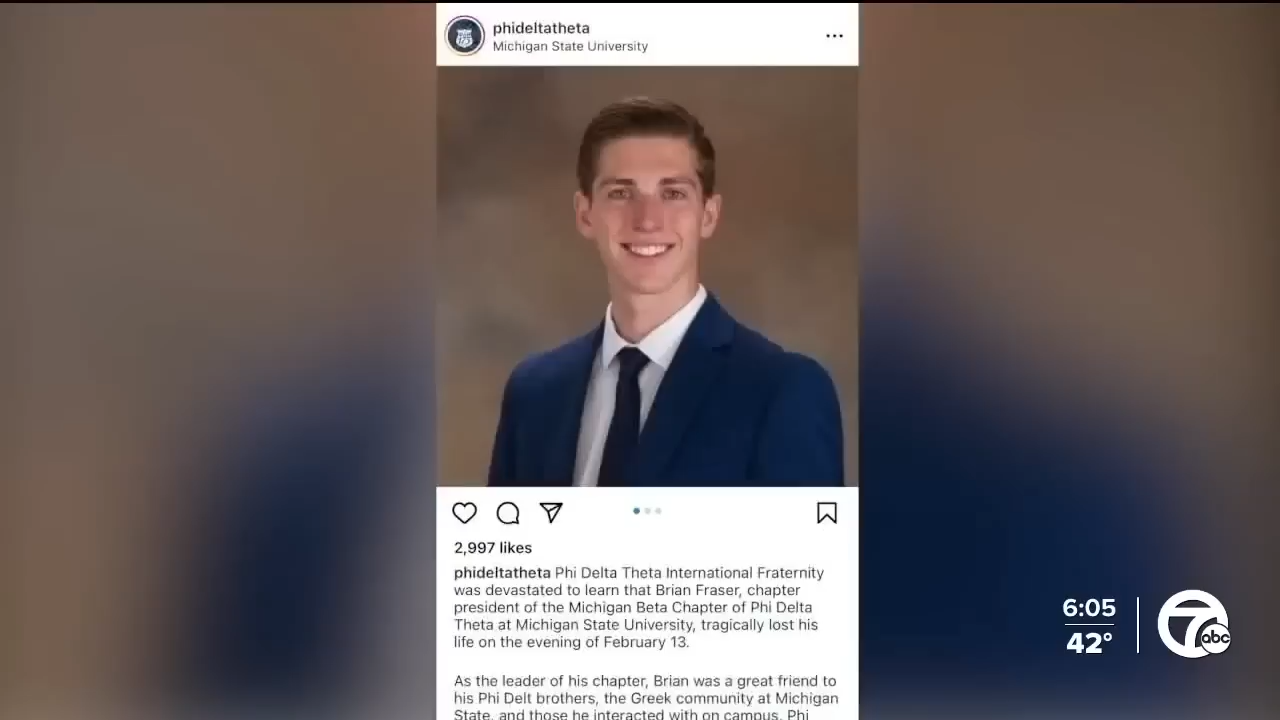 phideltatheta
Michigan State University
2,997 likes
phideltatheta Phi Delta Theta International Fraternity
was devastated to learn that Brian Fraser, chapter
president of the Michigan Beta Chapter of Phi Delta
Theta at Michigan State University, tragically lost his
life on the evening of February 13.
As the leader of his chapter, Brian was a great friend to
his Phi Delt brothers, the Greek community at Michigan
State, and those he interacted with on campus. Phi
6:05
42°
7 abc